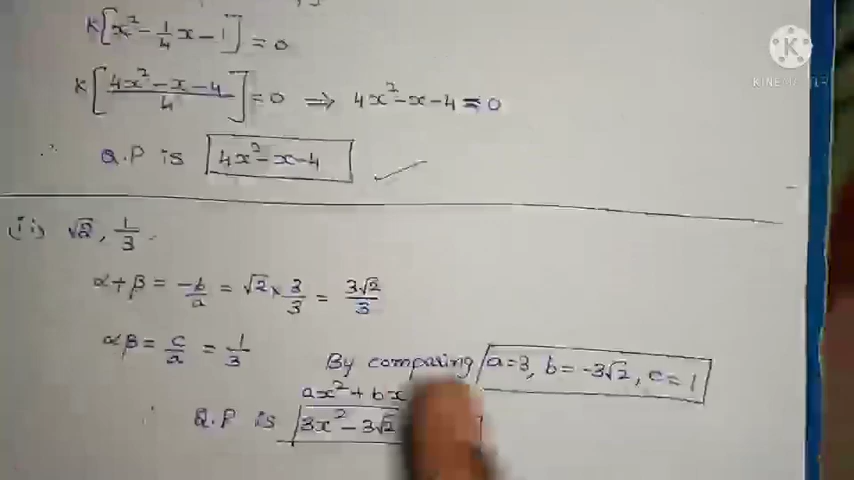 K[x² - 1/4 x - 1] = 0
K[(4x² - x - 4)/4] = 0 ⇒ 4x² - x - 4 = 0
∴ Q.P is 4x² - x - 4 ✓
(ii) √2, 1/3.
α + β = -b/a = √2 × 3/3 = 3√2/3
αβ = c/a = 1/3
By comparing a = 3, b = -3√2, c = 1
ax² + bx
∴ Q.P is 3x² - 3√2
K
KINEMASTER